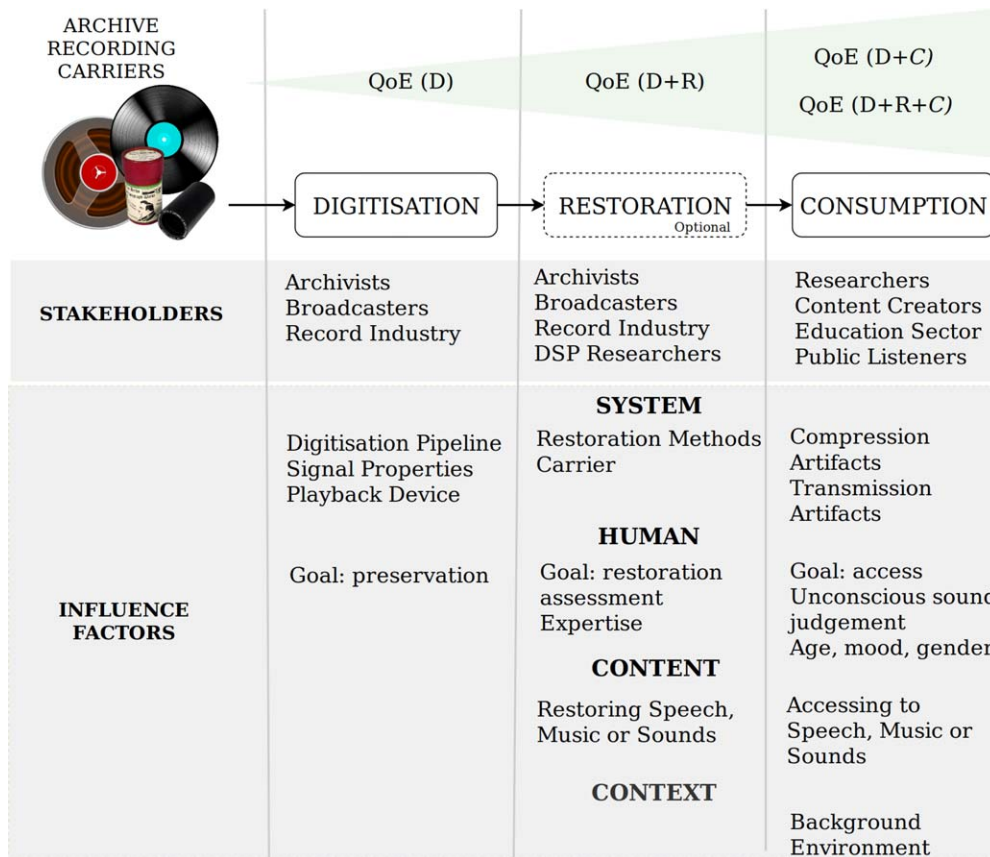 ARCHIVE
RECORDING
CARRIERS
QoE (D)
QoE (D+R)
QoE (D+C)
QoE (D+R+C)
DIGITISATION
RESTORATION
Optional
CONSUMPTION
STAKEHOLDERS
Archivists
Broadcasters
Record Industry
Archivists
Broadcasters
Record Industry
DSP Researchers
Researchers
Content Creators
Education Sector
Public Listeners
INFLUENCE
FACTORS
SYSTEM
Digitisation Pipeline
Signal Properties
Playback Device
Restoration Methods
Carrier
Compression
Artifacts
Transmission
Artifacts
HUMAN
Goal: preservation
Goal: restoration
assessment
Expertise
Goal: access
Unconscious sound
judgement
Age, mood, gender
CONTENT
Restoring Speech,
Music or Sounds
Accessing to
Speech, Music or
Sounds
CONTEXT
Background
Environment